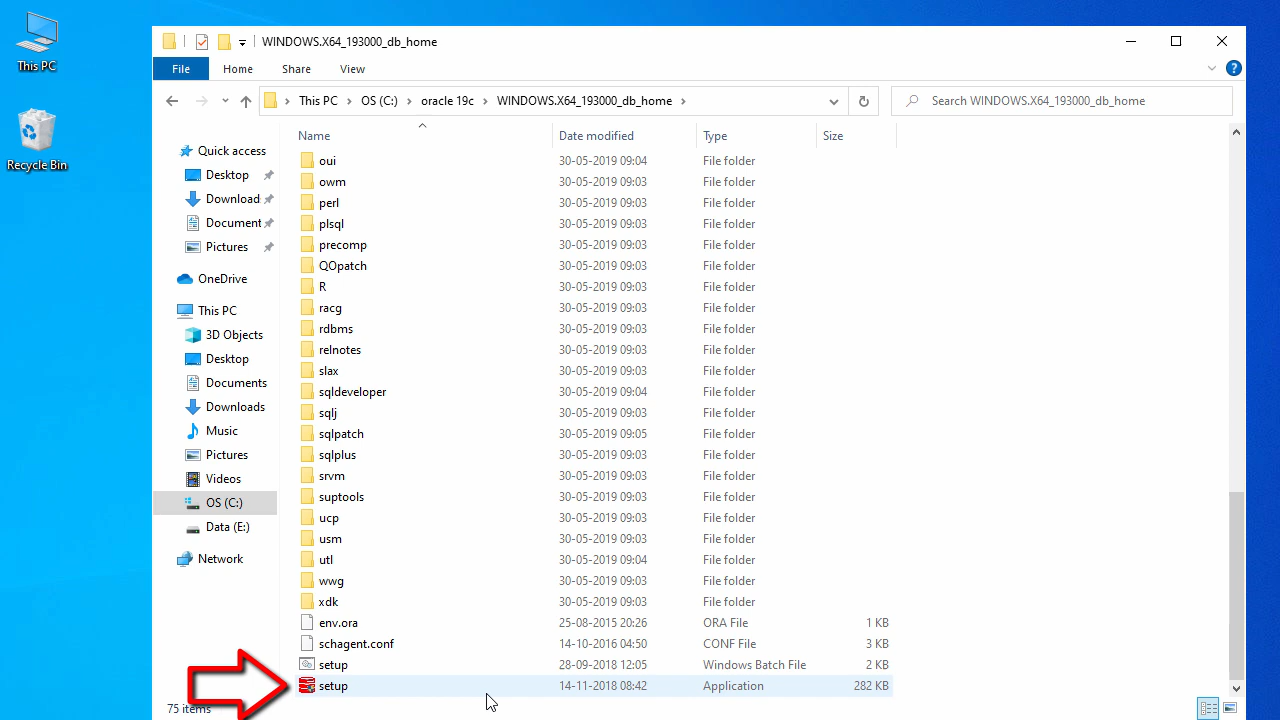 This PC
Recycle Bin
WINDOWS.X64_193000_db_home
File Home Share View
This PC OS (C:) oracle 19c WINDOWS.X64_193000_db_home
Search WINDOWS.X64_193000_db_home
Quick access
Desktop
Download
Document
Pictures
OneDrive
This PC
3D Objects
Desktop
Documents
Downloads
Music
Pictures
Videos
OS (C:)
Data (E:)
Network
Name Date modified Type Size
oui 30-05-2019 09:04 File folder
owm 30-05-2019 09:03 File folder
perl 30-05-2019 09:03 File folder
plsql 30-05-2019 09:03 File folder
precomp 30-05-2019 09:03 File folder
QOpatch 30-05-2019 09:03 File folder
R 30-05-2019 09:03 File folder
racg 30-05-2019 09:03 File folder
rdbms 30-05-2019 09:03 File folder
relnotes 30-05-2019 09:03 File folder
slax 30-05-2019 09:03 File folder
sqldeveloper 30-05-2019 09:04 File folder
sqlj 30-05-2019 09:03 File folder
sqlpatch 30-05-2019 09:05 File folder
sqlplus 30-05-2019 09:03 File folder
srvm 30-05-2019 09:03 File folder
suptools 30-05-2019 09:03 File folder
ucp 30-05-2019 09:03 File folder
usm 30-05-2019 09:03 File folder
utl 30-05-2019 09:04 File folder
wwg 30-05-2019 09:03 File folder
xdk 30-05-2019 09:03 File folder
env.ora 25-08-2015 20:26 ORA File 1 KB
schagent.conf 14-10-2016 04:50 CONF File 3 KB
setup 28-09-2018 12:05 Windows Batch File 2 KB
setup 14-11-2018 08:42 Application 282 KB
75 items